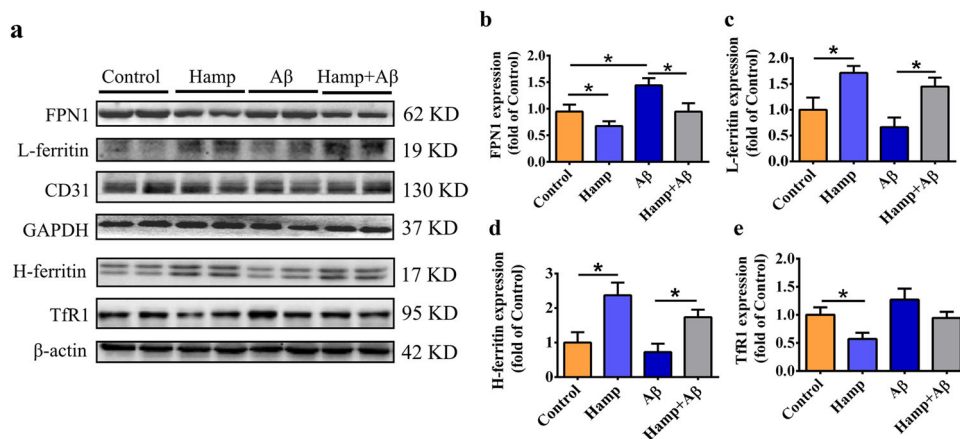 a
Control Hamp Aβ Hamp+Aβ
FPN1 62 KD
L-ferritin 19 KD
CD31 130 KD
GAPDH 37 KD
H-ferritin 17 KD
TfR1 95 KD
β-actin 42 KD
b
FPN1 expression
(fold of Control)
2.0
1.5
1.0
0.5
0.0
* * *
Control Hamp Aβ Hamp+Aβ
c
L-ferritin expression
(fold of Control)
2.0
1.5
1.0
0.5
0.0
* *
Control Hamp Aβ Hamp+Aβ
d
H-ferritin expression
(fold of Control)
3
2
1
0
* *
Control Hamp Aβ Hamp+Aβ
e
TfR1 expression
(fold of Control)
2.0
1.5
1.0
0.5
0.0
*
Control Hamp Aβ Hamp+Aβ